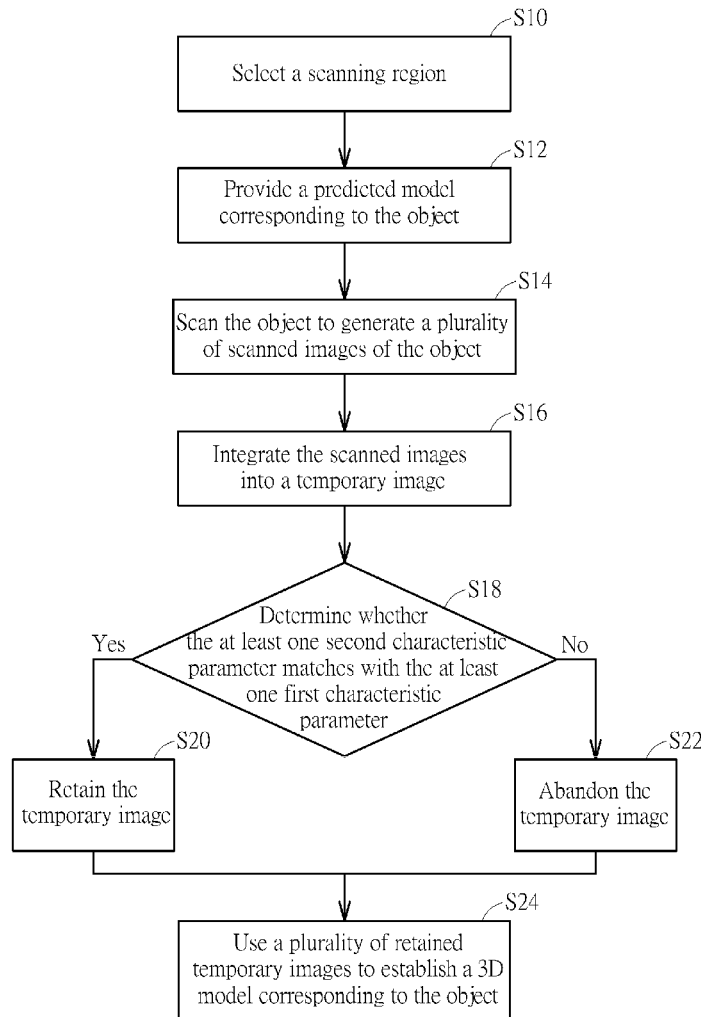 S10
Select a scanning region
S12
Provide a predicted model
corresponding to the object
S14
Scan the object to generate a plurality
of scanned images of the object
S16
Integrate the scanned images
into a temporary image
S18
Determine whether
the at least one second characteristic
parameter matches with the at least
one first characteristic
parameter
Yes
No
S20
Retain the
temporary image
S22
Abandon the
temporary image
S24
Use a plurality of retained
temporary images to establish a 3D
model corresponding to the object